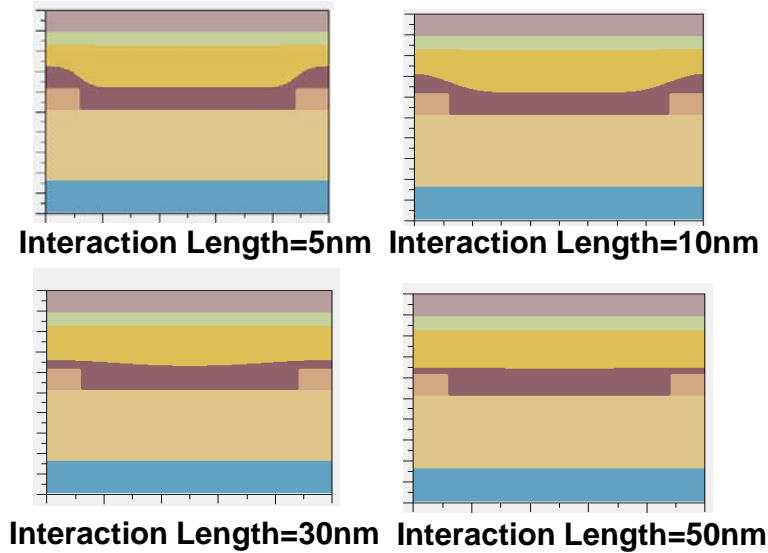 Interaction Length=5nm
Interaction Length=10nm
Interaction Length=30nm
Interaction Length=50nm